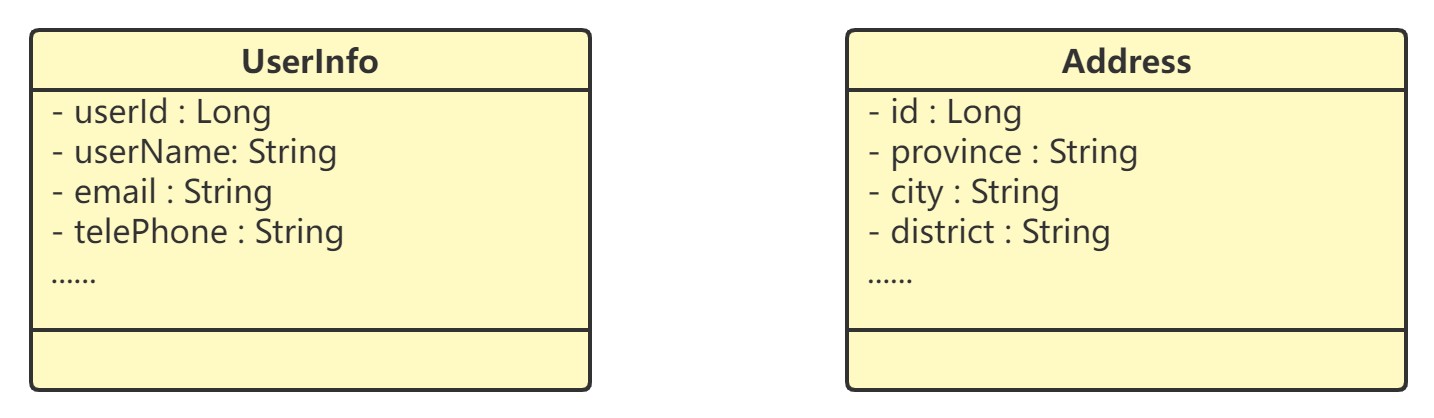 UserInfo
- userId : Long
- userName: String
- email : String
- telePhone : String
......
Address
- id : Long
- province : String
- city : String
- district : String
......